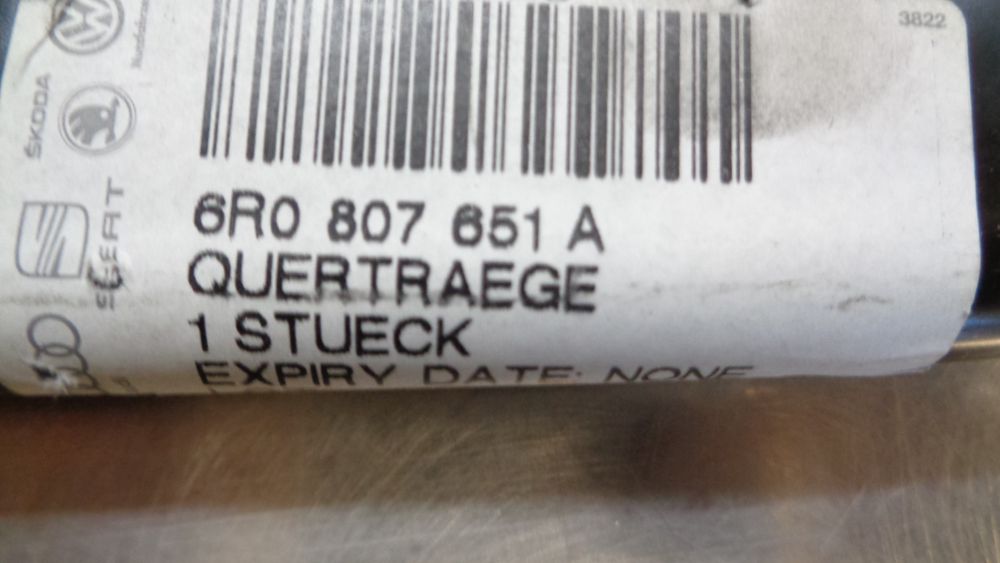 3822
6R0 807 651 A
QUERTRAEGE
1 STUECK
EXPIRY DATE: NONE
ŠKODA
SEAT